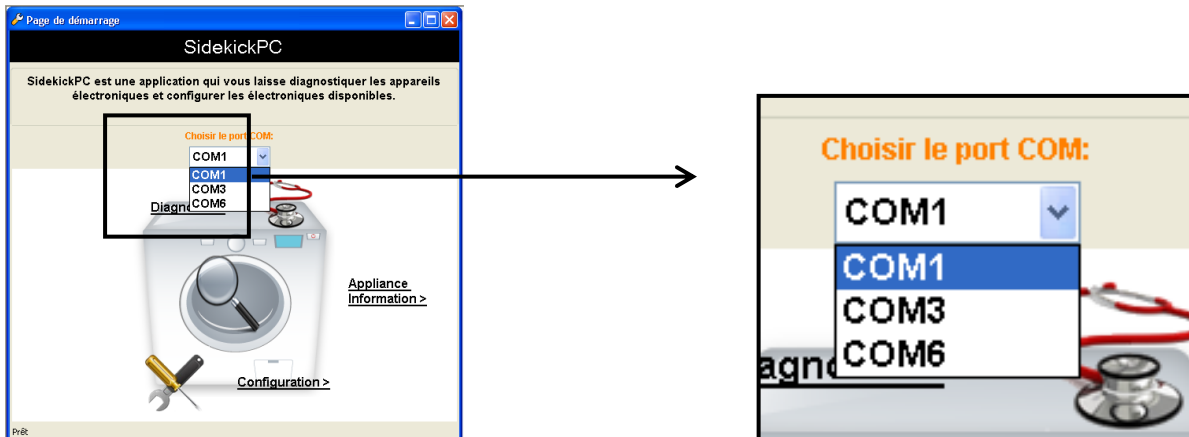 Page de démarrage
SidekickPC
SidekickPC est une application qui vous laisse diagnostiquer les appareils
électroniques et configurer les électroniques disponibles.
Choisir le port COM:
COM1
COM1
COM3
COM6
Diagno
Appliance
Information >
Configuration >
Prêt
Choisir le port COM:
COM1
COM1
COM3
COM6
agno